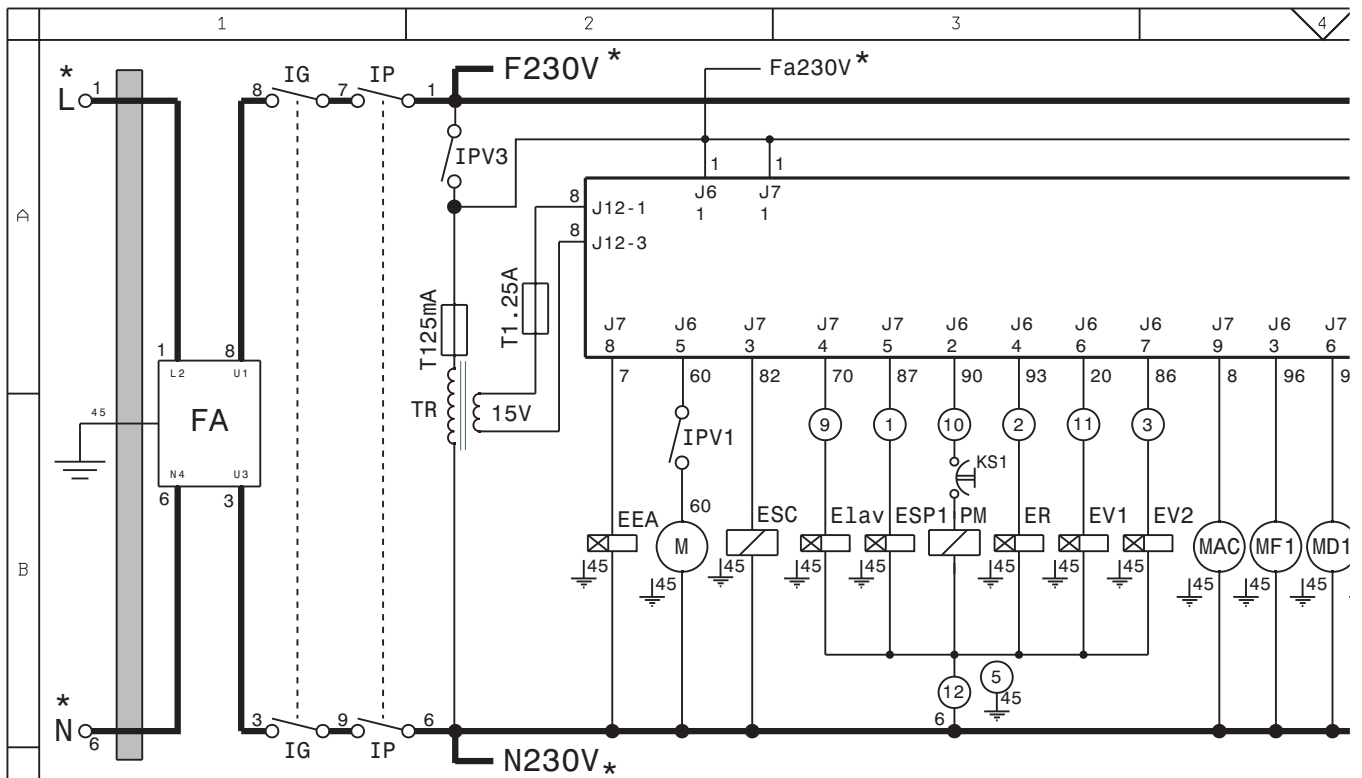 1 2 3 4
A
B
*
L 1
8 IG 7 IP 1
F230V *
Fa230V *
IPV3
1 1
J6 J7
1 1
8 J12-1
8 J12-3
T125mA
T1.25A
TR 15V
1 8
L2 U1
45
FA
N4 U3
6 3
J7 J6 J7 J7 J7 J6 J6 J6 J6 J7 J6 J7
8 5 3 4 5 2 4 6 7 9 3 6
7 60 82 70 87 90 93 20 86 8 96 9
IPV1
9 1 10 2 11 3
KS1
60
EEA M ESC Elav ESP1 PM ER EV1 EV2 MAC MF1 MD1
45 45 45 45 45 45 45 45 45 45 45
12 5 45
6
*
N 6
3 IG 9 IP 6
N230V *